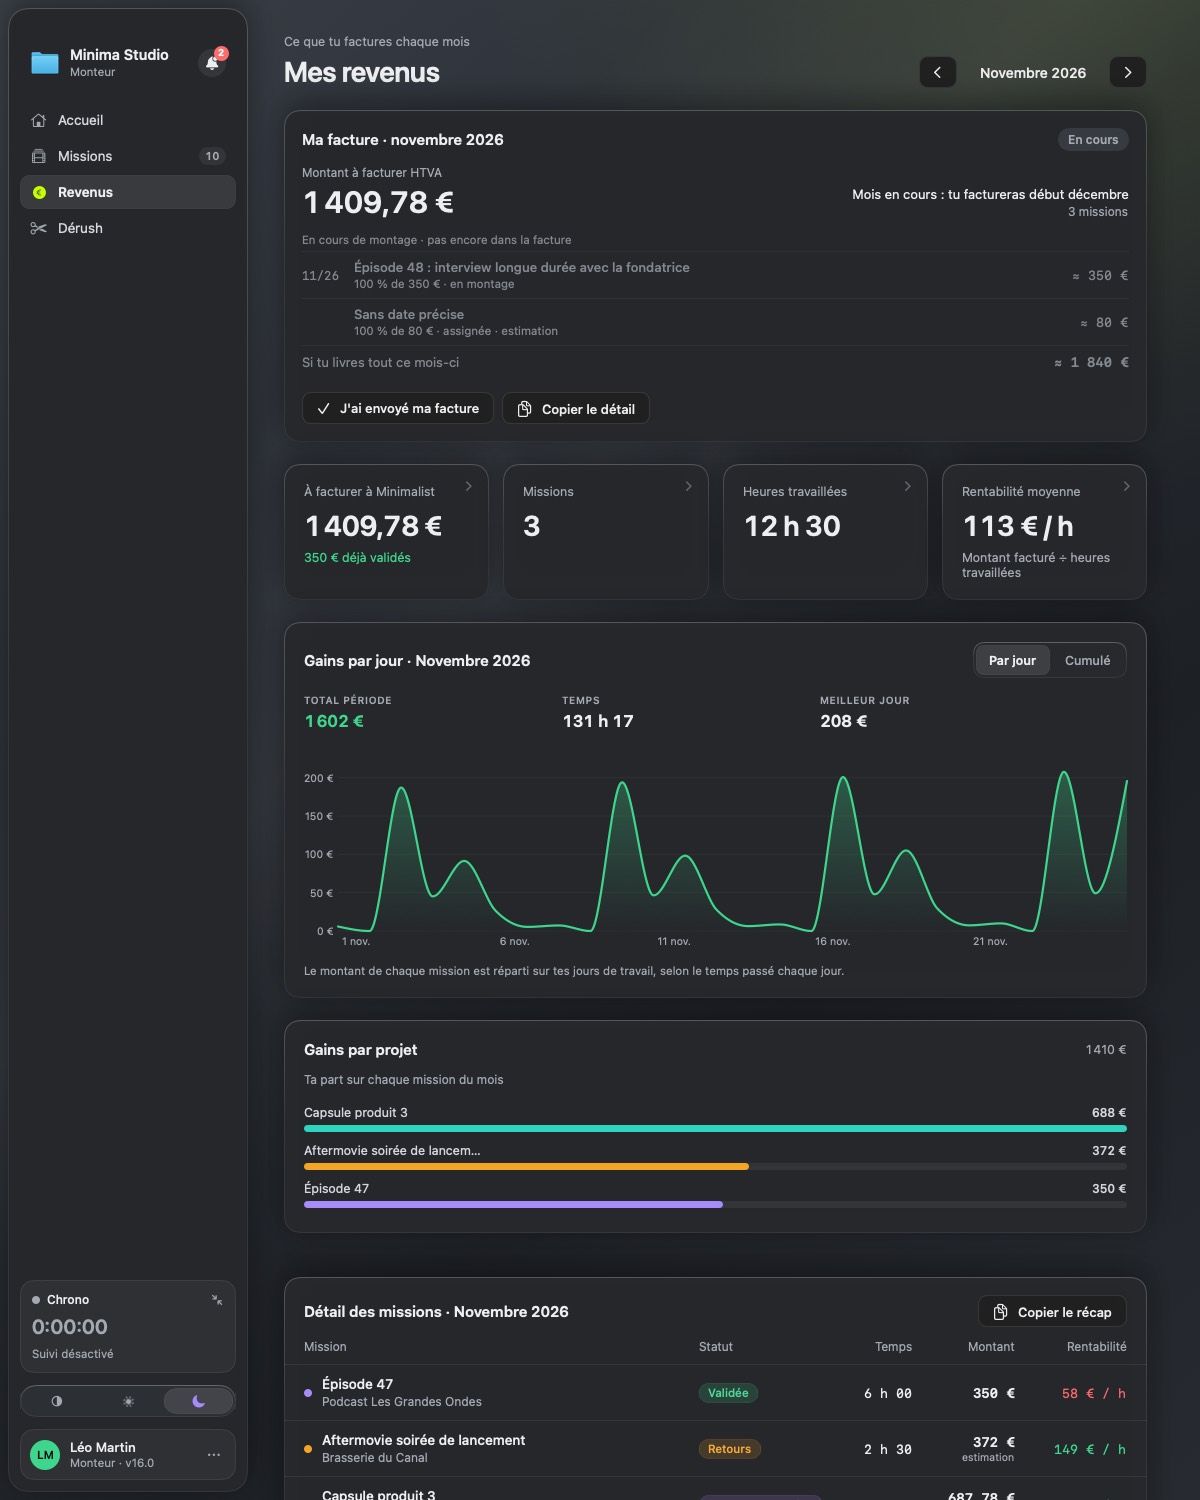 Minima Studio
Monteur
2
Accueil
Missions
10
Revenus
Dérush
Ce que tu factures chaque mois
Mes revenus
Novembre 2026
Ma facture · novembre 2026
En cours
Montant à facturer HTVA
1 409,78 €
Mois en cours : tu factureras début décembre
3 missions
En cours de montage · pas encore dans la facture
11/26
Épisode 48 : interview longue durée avec la fondatrice
100 % de 350 € · en montage
≈ 350 €
Sans date précise
100 % de 80 € · assignée · estimation
≈ 80 €
Si tu livres tout ce mois-ci
≈ 1 840 €
J'ai envoyé ma facture
Copier le détail
À facturer à Minimalist
1 409,78 €
350 € déjà validés
Missions
3
Heures travaillées
12 h 30
Rentabilité moyenne
113 € / h
Montant facturé ÷ heures
travaillées
Gains par jour · Novembre 2026
Par jour
Cumulé
TOTAL PÉRIODE
1 602 €
TEMPS
131 h 17
MEILLEUR JOUR
208 €
200 €
150 €
100 €
50 €
0 €
1 nov.
6 nov.
11 nov.
16 nov.
21 nov.
Le montant de chaque mission est réparti sur tes jours de travail, selon le temps passé chaque jour.
Gains par projet
1 410 €
Ta part sur chaque mission du mois
Capsule produit 3
688 €
Aftermovie soirée de lancem...
372 €
Épisode 47
350 €
Détail des missions · Novembre 2026
Copier le récap
Mission
Statut
Temps
Montant
Rentabilité
Épisode 47
Podcast Les Grandes Ondes
Validée
6 h 00
350 €
58 € / h
Aftermovie soirée de lancement
Brasserie du Canal
Retours
2 h 30
372 €
estimation
149 € / h
Capsule produit 3
687,78 €
Chrono
0:00:00
Suivi désactivé
LM
Léo Martin
Monteur · v16.0